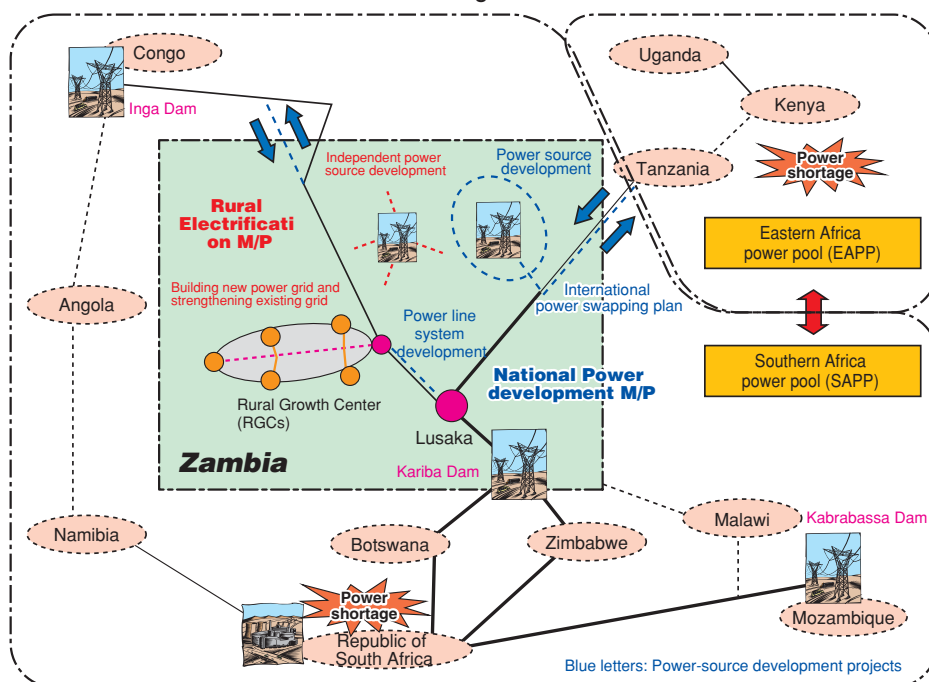 Congo
Inga Dam
Uganda
Kenya
Tanzania
Power
shortage
Independent power
source development
Power source
development
Rural
Electrificati
on M/P
Eastern Africa
power pool (EAPP)
Building new power grid and
strengthening existing grid
Angola
International
power swapping plan
Power line
system
development
Southern Africa
power pool (SAPP)
National Power
development M/P
Rural Growth Center
(RGCs)
Lusaka
Zambia
Kariba Dam
Namibia
Botswana
Zimbabwe
Malawi
Kabrabassa Dam
Power
shortage
Republic of
South Africa
Mozambique
Blue letters: Power-source development projects